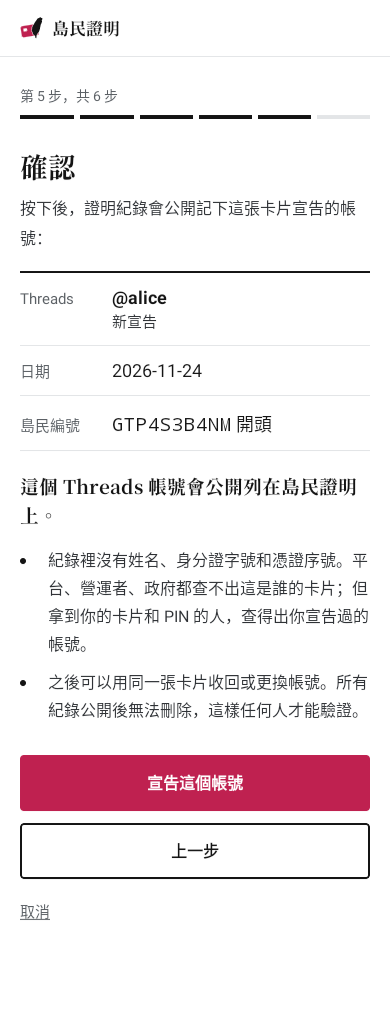 島民證明
第 5 步，共 6 步
確認
按下後，證明紀錄會公開記下這張卡片宣告的帳
號：
Threads
@alice
新宣告
日期
2026-11-24
島民編號
GTP4S3B4NM 開頭
這個 Threads 帳號會公開列在島民證明
上。
• 紀錄裡沒有姓名、身分證字號和憑證序號。平
台、營運者、政府都查不出這是誰的卡片；但
拿到你的卡片和 PIN 的人，查得出你宣告過的
帳號。
• 之後可以用同一張卡片收回或更換帳號。所有
紀錄公開後無法刪除，這樣任何人才能驗證。
宣告這個帳號
上一步
取消